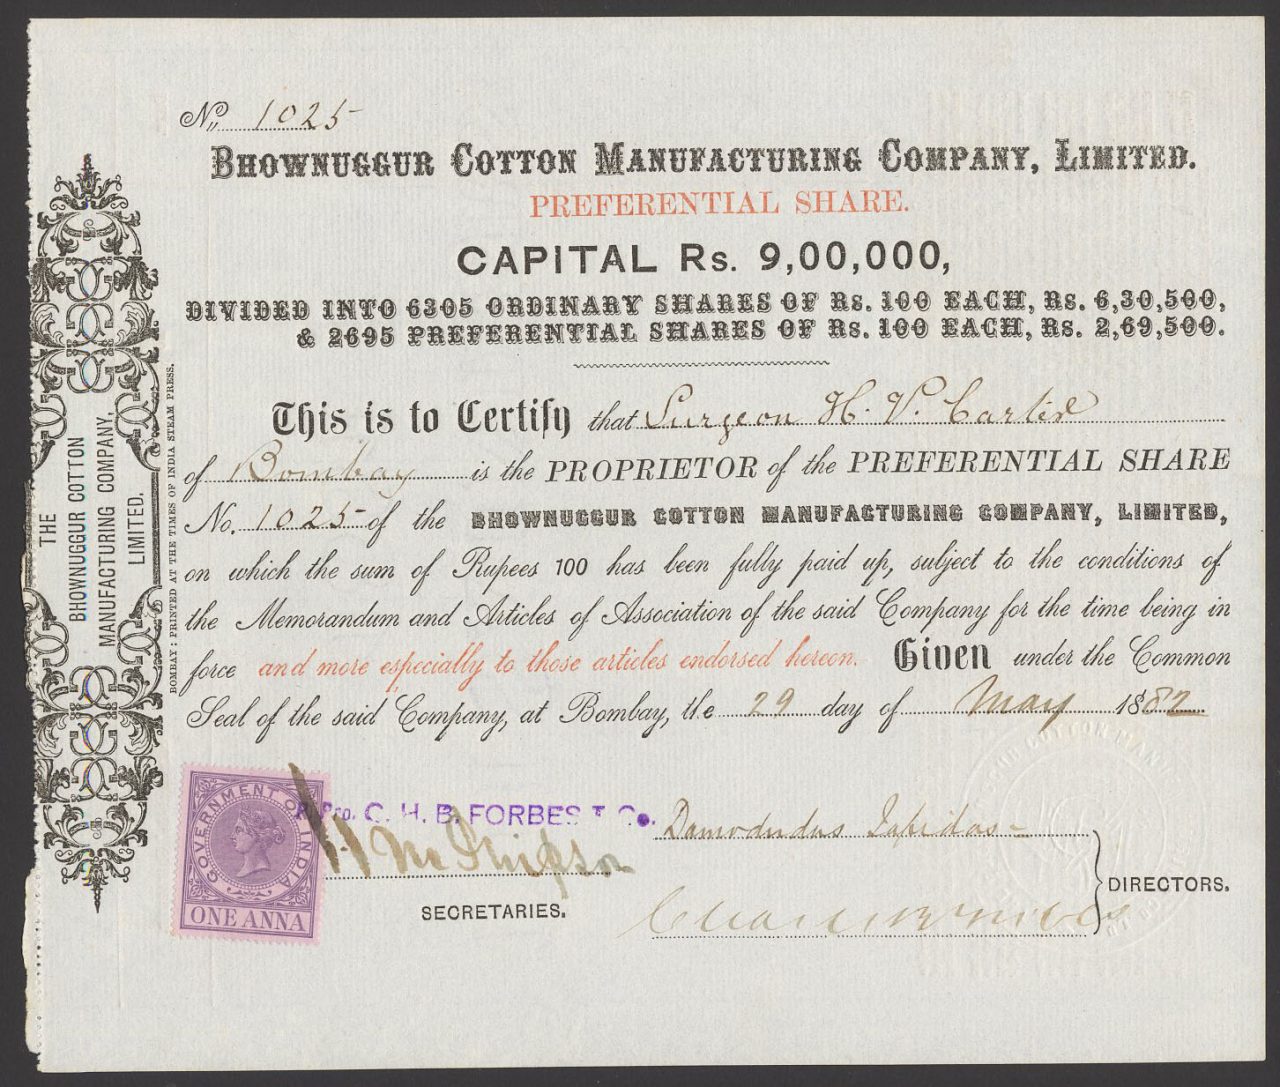 No. 1025
BHOWNUGGUR COTTON MANUFACTURING COMPANY, LIMITED.
PREFERENTIAL SHARE.
CAPITAL Rs. 9,00,000,
DIVIDED INTO 6305 ORDINARY SHARES OF Rs. 100 EACH, Rs. 6,30,500,
& 2695 PREFERENTIAL SHARES OF Rs. 100 EACH, Rs. 2,69,500.
This is to Certify that Surgeon H. V. Carter
of Bombay is the PROPRIETOR of the PREFERENTIAL SHARE
No. 1025 of the BHOWNUGGUR COTTON MANUFACTURING COMPANY, LIMITED,
on which the sum of Rupees 100 has been fully paid up, subject to the conditions of
the Memorandum and Articles of Association of the said Company for the time being in
force and more especially to those articles endorsed hereon. Given under the Common
Seal of the said Company, at Bombay, the 29 day of May 1882
P. Pro. C. H. B. FORBES & Co.
SECRETARIES.
DIRECTORS.
GOVERNMENT OF INDIA
ONE ANNA
THE
BHOWNUGGUR COTTON
MANUFACTURING COMPANY,
LIMITED.
BOMBAY: PRINTED AT THE TIMES OF INDIA STEAM PRESS.